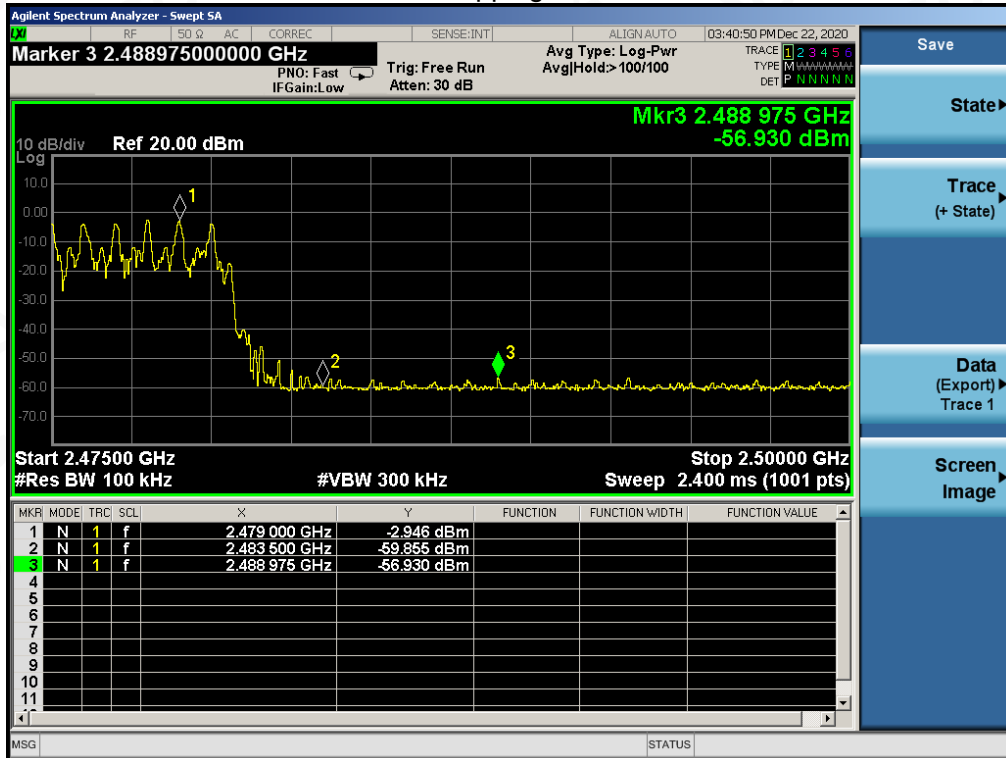 Agilent Spectrum Analyzer - Swept SA
LXI RF 50 Ω AC CORREC SENSE:INT ALIGN AUTO 03:40:50 PM Dec 22, 2020
Marker 3 2.488975000000 GHz
PNO: Fast
IFGain:Low
Trig: Free Run
Atten: 30 dB
Avg Type: Log-Pwr
Avg|Hold:> 100/100
TRACE 1 2 3 4 5 6
TYPE M
DET P N N N N N
Mkr3 2.488 975 GHz
-56.930 dBm
10 dB/div Ref 20.00 dBm
Log
10.0
0.00
-10.0
-20.0
-30.0
-40.0
-50.0
-60.0
-70.0
1
2
3
Start 2.47500 GHz Stop 2.50000 GHz
#Res BW 100 kHz #VBW 300 kHz Sweep 2.400 ms (1001 pts)
MKR MODE TRC SCL X Y FUNCTION FUNCTION WIDTH FUNCTION VALUE
1 N 1 f 2.479 000 GHz -2.946 dBm
2 N 1 f 2.483 500 GHz -59.855 dBm
3 N 1 f 2.488 975 GHz -56.930 dBm
4
5
6
7
8
9
10
11
MSG STATUS
Save
State
Trace
(+ State)
Data
(Export)
Trace 1
Screen
Image